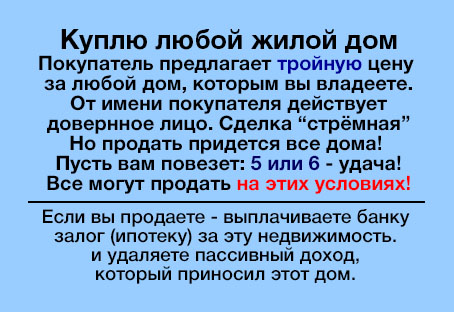 Куплю любой жилой дом
Покупатель предлагает тройную цену
за любой дом, которым вы владеете.
От имени покупателя действует
довернное лицо. Сделка “стрёмная”
Но продать придется все дома!
Пусть вам повезет: 5 или 6 - удача!
Все могут продать на этих условиях!
Если вы продаете - выплачиваете банку
залог (ипотеку) за эту недвижимость.
и удаляете пассивный доход,
который приносил этот дом.